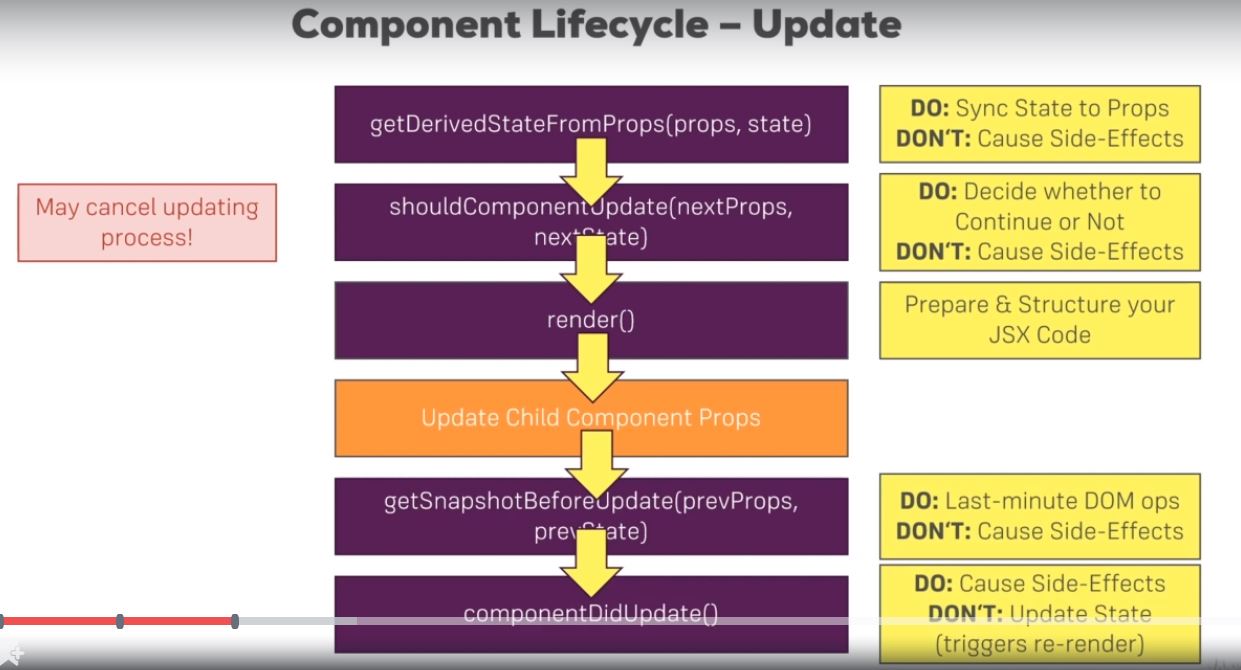 Component Lifecycle – Update
getDerivedStateFromProps(props, state)
DO: Sync State to Props
DON'T: Cause Side-Effects
May cancel updating
process!
shouldComponentUpdate(nextProps,
nextState)
DO: Decide whether to
Continue or Not
DON'T: Cause Side-Effects
render()
Prepare & Structure your
JSX Code
Update Child Component Props
getSnapshotBeforeUpdate(prevProps,
prevState)
DO: Last-minute DOM ops
DON'T: Cause Side-Effects
componentDidUpdate()
DO: Cause Side-Effects
DON'T: Update State
(triggers re-render)